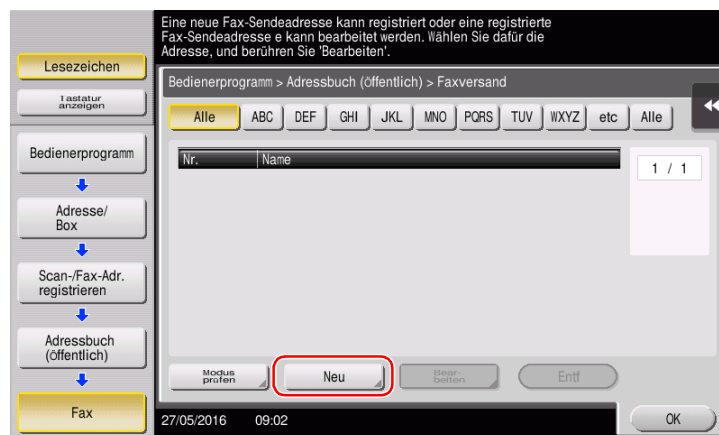 Eine neue Fax-Sendeadresse kann registriert oder eine registrierte
Fax-Sendeadresse e kann bearbeitet werden. Wählen Sie dafür die
Adresse, und berühren Sie 'Bearbeiten'.
Lesezeichen
Tastatur
anzeigen
Bedienerprogramm
Adresse/
Box
Scan-/Fax-Adr.
registrieren
Adressbuch
(öffentlich)
Fax
Bedienerprogramm > Adressbuch (öffentlich) > Faxversand
Alle ABC DEF GHI JKL MNO PQRS TUV WXYZ etc Alle
Nr. Name
1 / 1
Modus
prüfen
Neu
Bear-
beiten
Entf
27/05/2016 09:02
OK